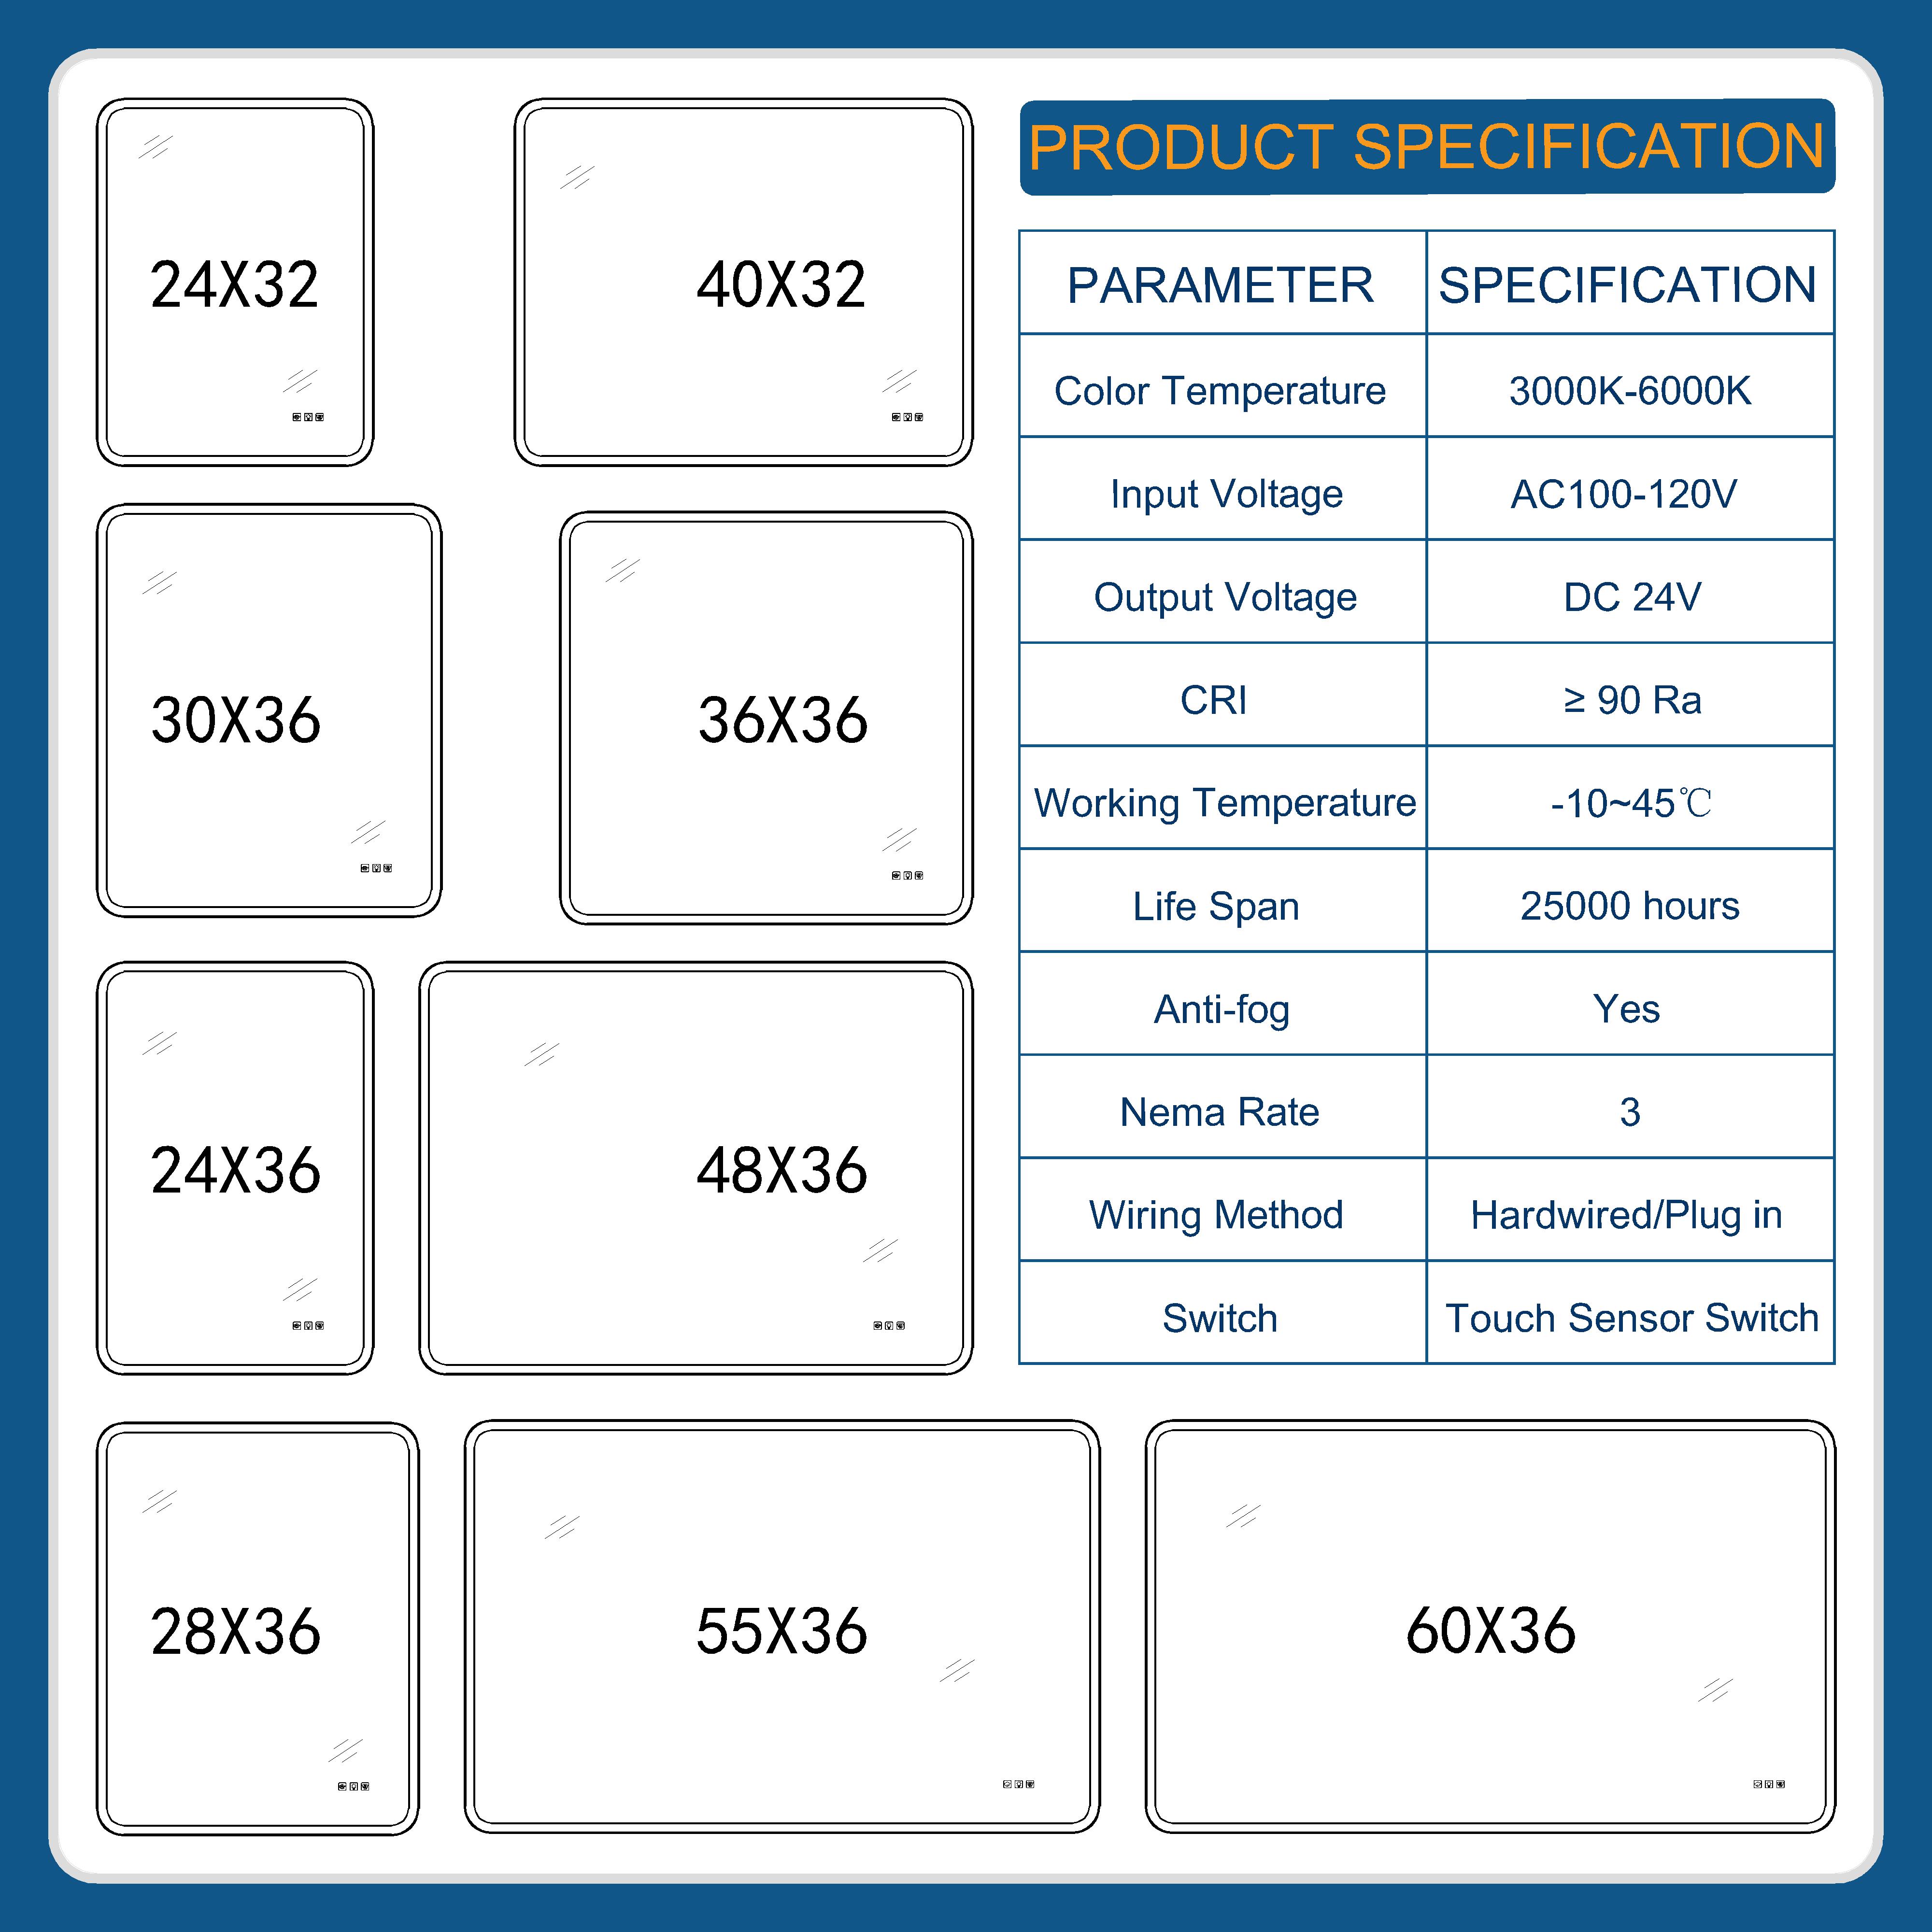 24X32
40X32
30X36
36X36
24X36
48X36
28X36
55X36
60X36
PRODUCT SPECIFICATION
PARAMETER SPECIFICATION
Color Temperature 3000K-6000K
Input Voltage AC100-120V
Output Voltage DC 24V
CRI ≥ 90 Ra
Working Temperature -10~45℃
Life Span 25000 hours
Anti-fog Yes
Nema Rate 3
Wiring Method Hardwired/Plug in
Switch Touch Sensor Switch